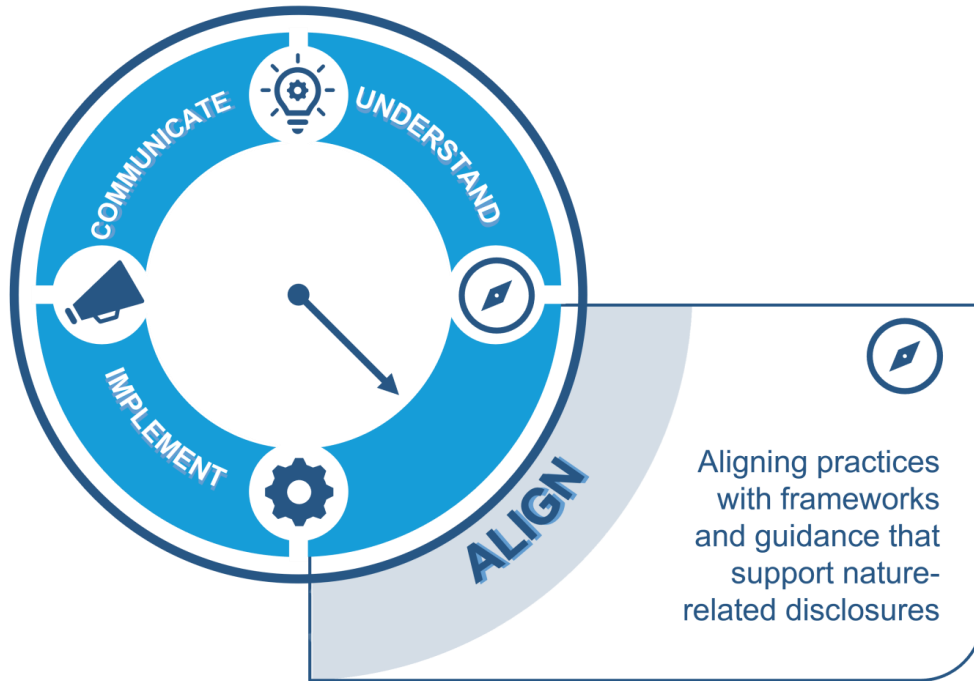 COMMUNICATE
UNDERSTAND
IMPLEMENT
ALIGN
Aligning practices
with frameworks
and guidance that
support nature-
related disclosures